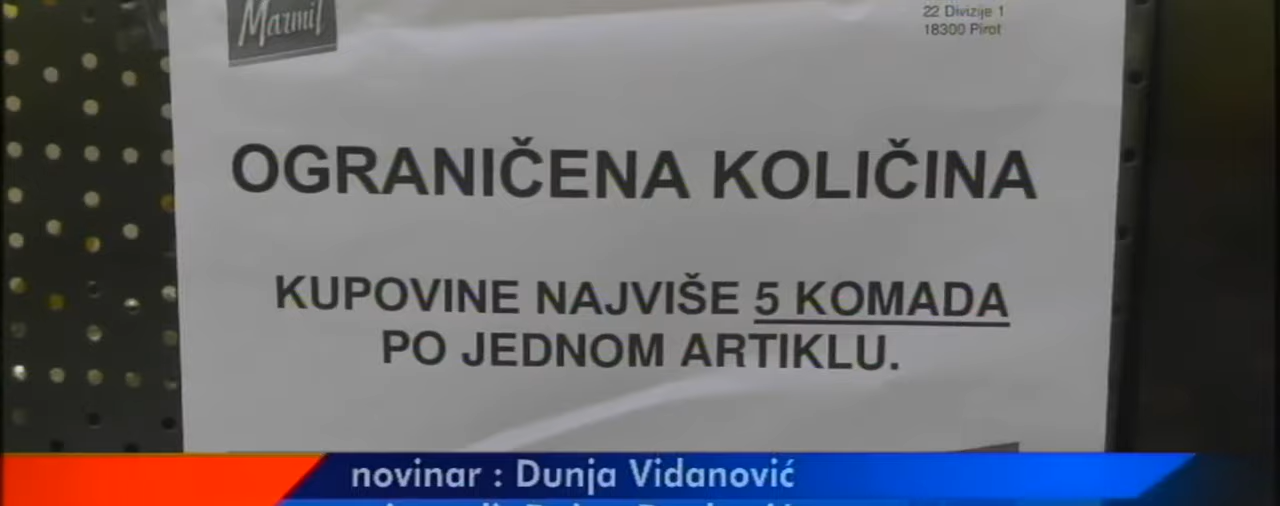 Marmil
22 Divizije 1
18300 Pirot
OGRANIČENA KOLIČINA
KUPOVINE NAJVIŠE 5 KOMADA
PO JEDNOM ARTIKLU.
novinar : Dunja Vidanović